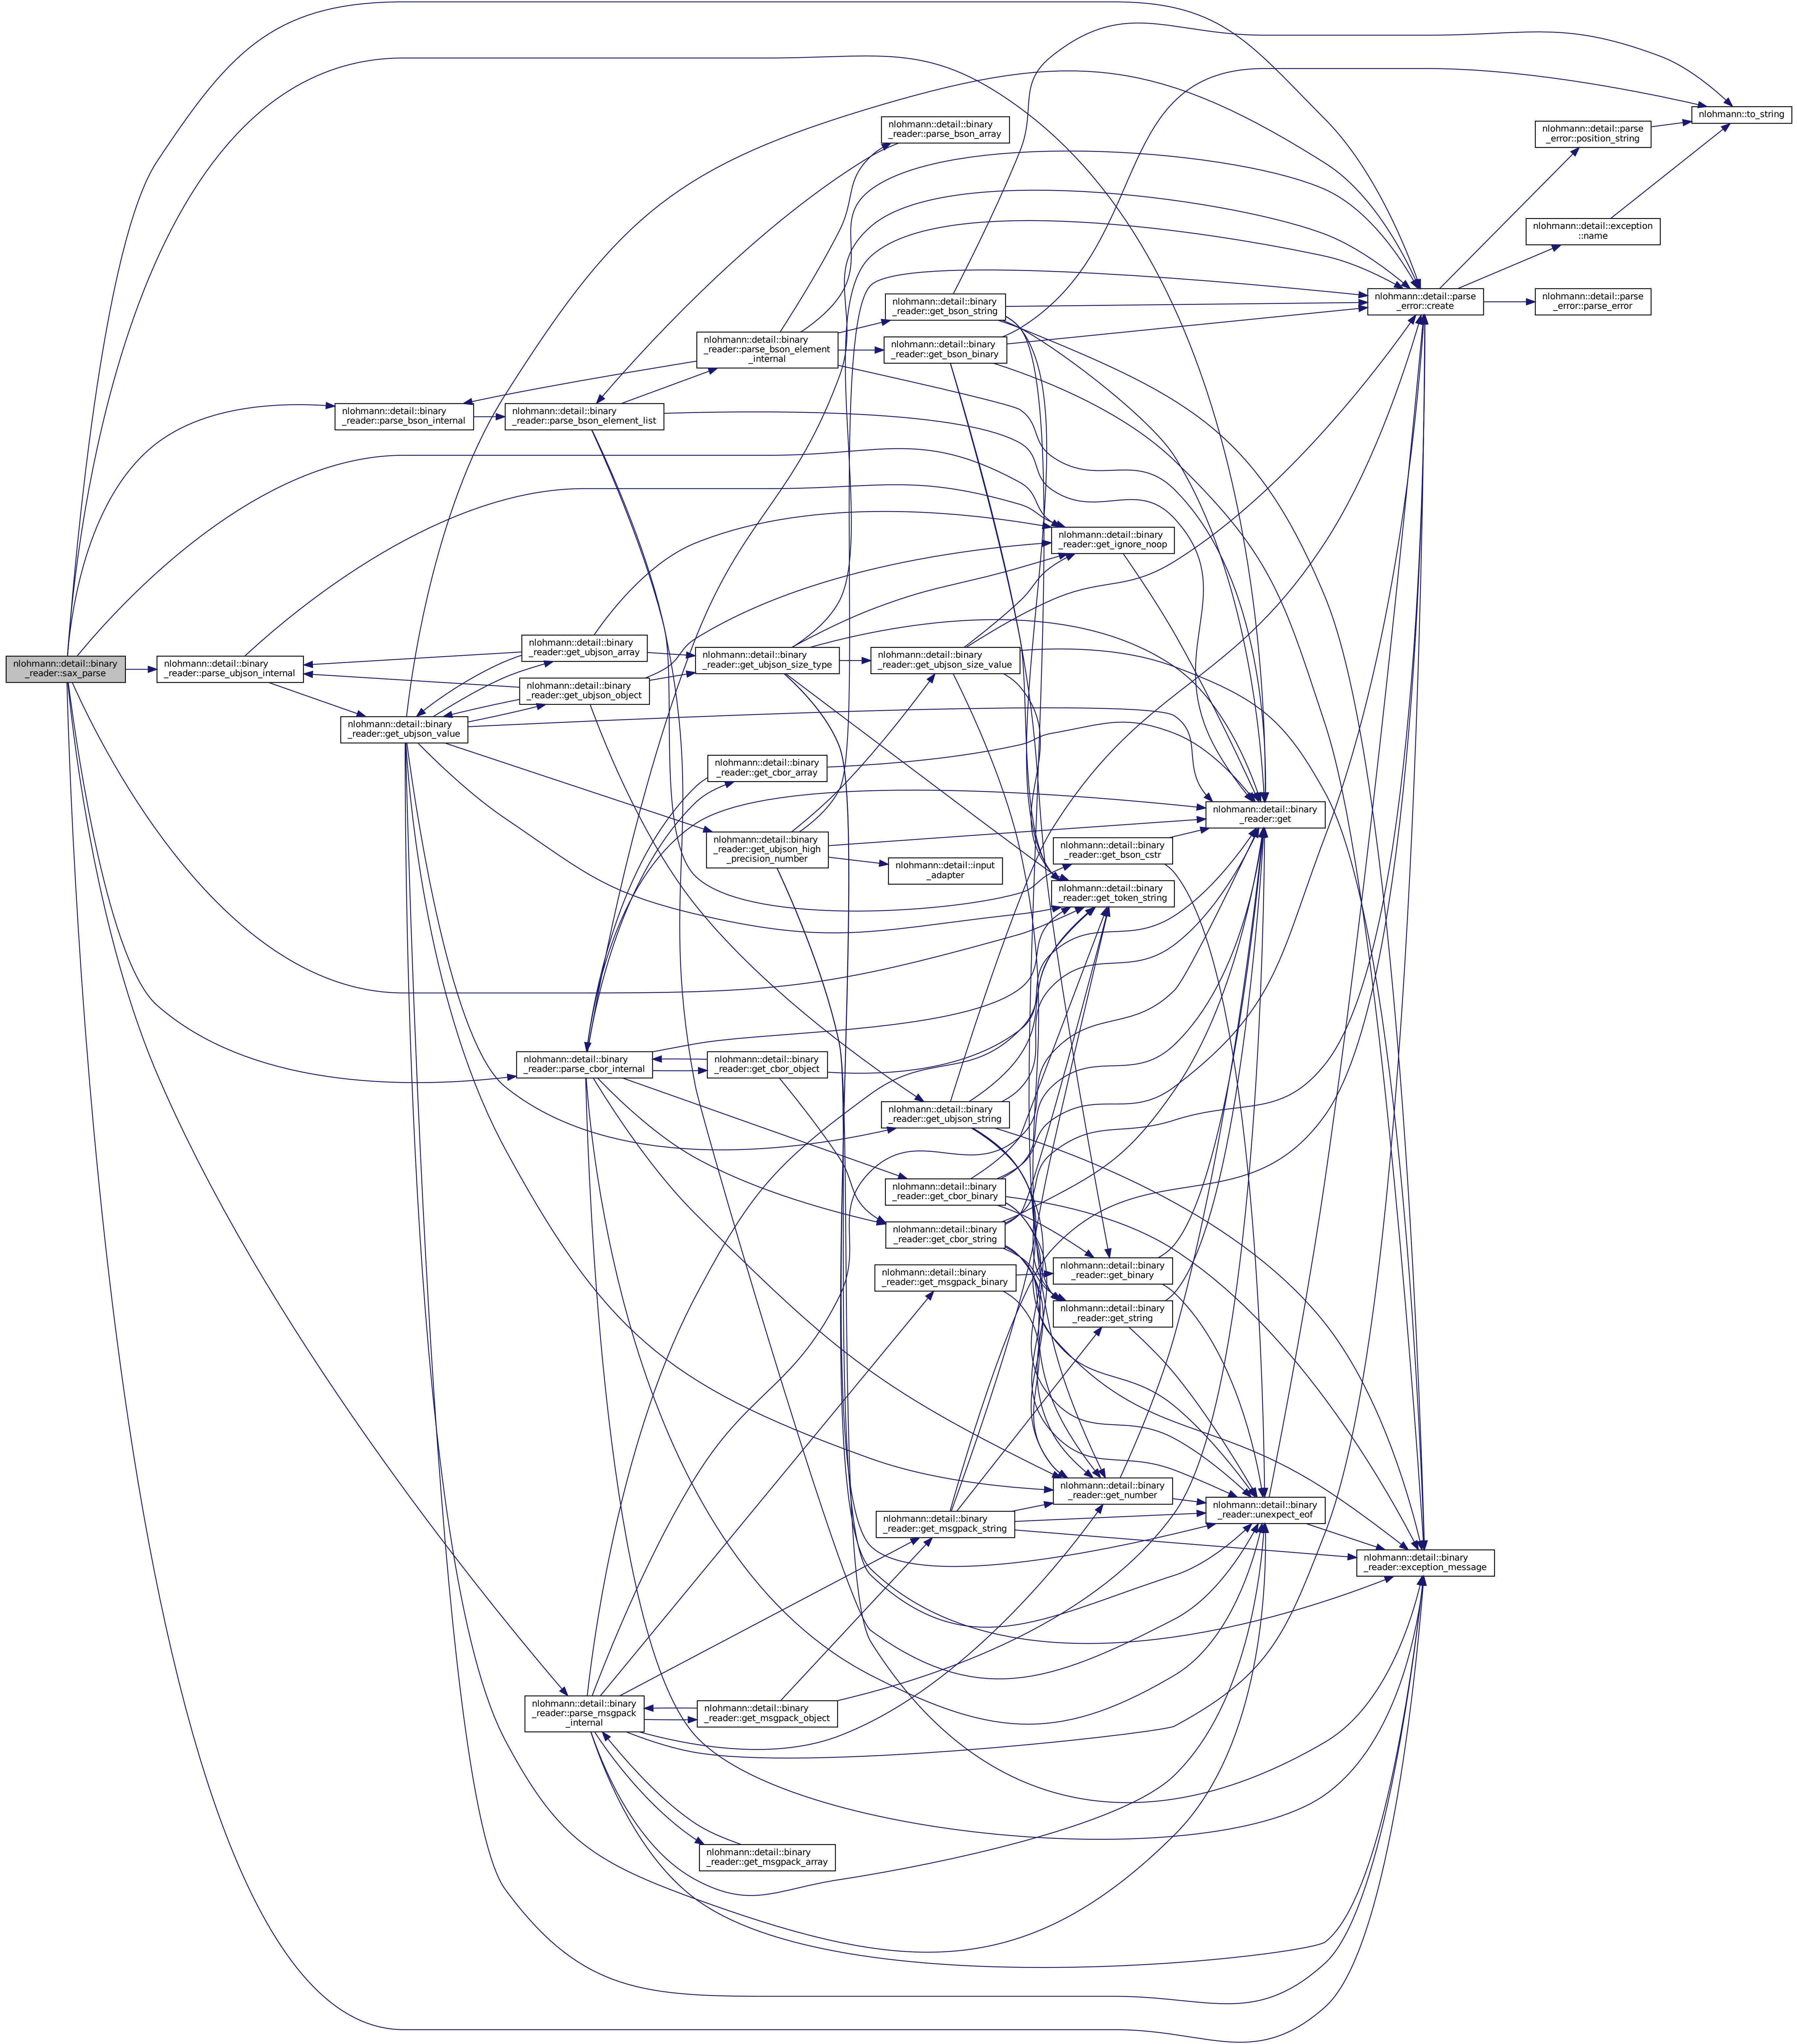 nlohmann::detail::binary
_reader::sax_parse
nlohmann::detail::binary
_reader::parse_ubjson_internal
nlohmann::detail::binary
_reader::parse_bson_internal
nlohmann::detail::binary
_reader::get_ubjson_value
nlohmann::detail::binary
_reader::parse_bson_element_list
nlohmann::detail::binary
_reader::get_ubjson_array
nlohmann::detail::binary
_reader::get_ubjson_object
nlohmann::detail::binary
_reader::parse_cbor_internal
nlohmann::detail::binary
_reader::parse_msgpack
_internal
nlohmann::detail::binary
_reader::parse_bson_element
_internal
nlohmann::detail::binary
_reader::get_ubjson_size_type
nlohmann::detail::binary
_reader::get_cbor_array
nlohmann::detail::binary
_reader::get_ubjson_high
_precision_number
nlohmann::detail::binary
_reader::get_cbor_object
nlohmann::detail::binary
_reader::get_msgpack_object
nlohmann::detail::binary
_reader::get_msgpack_array
nlohmann::detail::binary
_reader::parse_bson_array
nlohmann::detail::binary
_reader::get_bson_string
nlohmann::detail::binary
_reader::get_bson_binary
nlohmann::detail::binary
_reader::get_ubjson_size_value
nlohmann::detail::input
_adapter
nlohmann::detail::binary
_reader::get_ubjson_string
nlohmann::detail::binary
_reader::get_cbor_binary
nlohmann::detail::binary
_reader::get_cbor_string
nlohmann::detail::binary
_reader::get_msgpack_binary
nlohmann::detail::binary
_reader::get_msgpack_string
nlohmann::detail::binary
_reader::get_ignore_noop
nlohmann::detail::binary
_reader::get_bson_cstr
nlohmann::detail::binary
_reader::get_token_string
nlohmann::detail::binary
_reader::get_binary
nlohmann::detail::binary
_reader::get_string
nlohmann::detail::binary
_reader::get_number
nlohmann::detail::binary
_reader::get
nlohmann::detail::binary
_reader::unexpect_eof
nlohmann::detail::parse
_error::create
nlohmann::detail::binary
_reader::exception_message
nlohmann::detail::parse
_error::position_string
nlohmann::detail::exception
::name
nlohmann::detail::parse
_error::parse_error
nlohmann::to_string